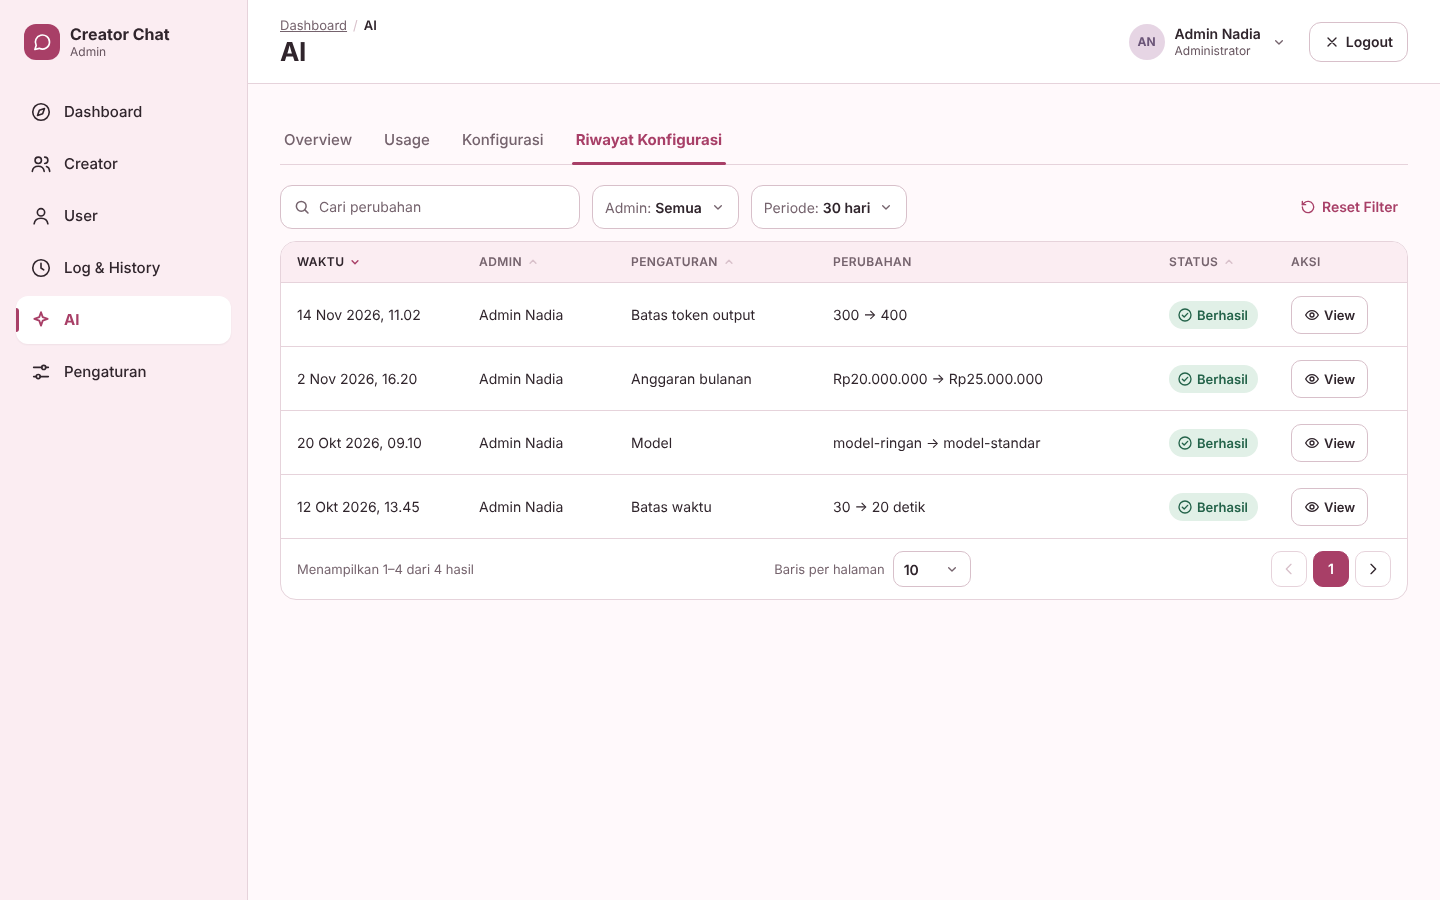 Creator Chat
Admin
Dashboard
Creator
User
Log & History
AI
Pengaturan
Dashboard / AI
AI
AN
Admin Nadia
Administrator
Logout
Overview
Usage
Konfigurasi
Riwayat Konfigurasi
Cari perubahan
Admin: Semua
Periode: 30 hari
Reset Filter
WAKTU ADMIN PENGATURAN PERUBAHAN STATUS AKSI
14 Nov 2026, 11.02 Admin Nadia Batas token output 300 → 400 Berhasil View
2 Nov 2026, 16.20 Admin Nadia Anggaran bulanan Rp20.000.000 → Rp25.000.000 Berhasil View
20 Okt 2026, 09.10 Admin Nadia Model model-ringan → model-standar Berhasil View
12 Okt 2026, 13.45 Admin Nadia Batas waktu 30 → 20 detik Berhasil View
Menampilkan 1–4 dari 4 hasil
Baris per halaman 10
1